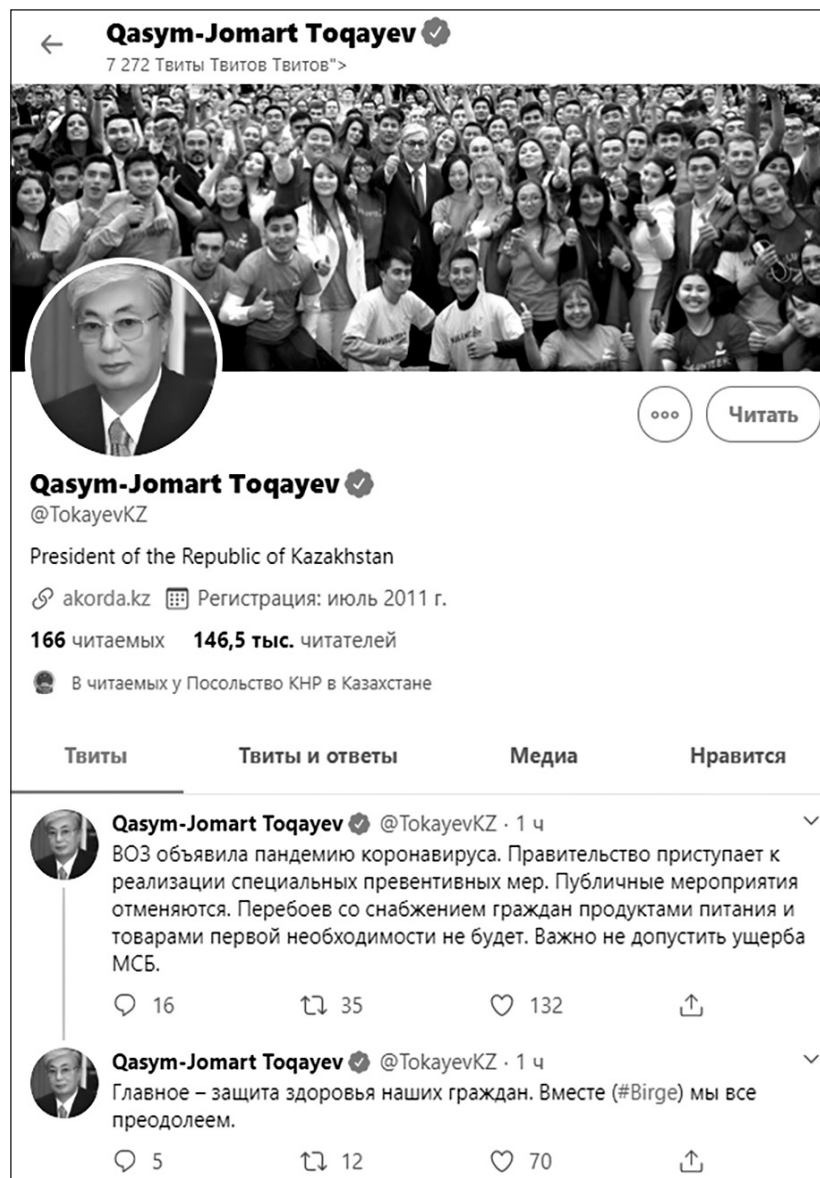 Qasym-Jomart Toqayev
7 272 Твиты Твитов Твитов">
Читать
Qasym-Jomart Toqayev
@TokayevKZ
President of the Republic of Kazakhstan
akorda.kz Регистрация: июль 2011 г.
166 читаемых 146,5 тыс. читателей
В читаемых у Посольство КНР в Казахстане
Твиты Твиты и ответы Медиа Нравится
Qasym-Jomart Toqayev @TokayevKZ · 1 ч
ВОЗ объявила пандемию коронавируса. Правительство приступает к
реализации специальных превентивных мер. Публичные мероприятия
отменяются. Перебоев со снабжением граждан продуктами питания и
товарами первой необходимости не будет. Важно не допустить ущерба
МСБ.
16 35 132
Qasym-Jomart Toqayev @TokayevKZ · 1 ч
Главное – защита здоровья наших граждан. Вместе (#Birge) мы все
преодолеем.
5 12 70